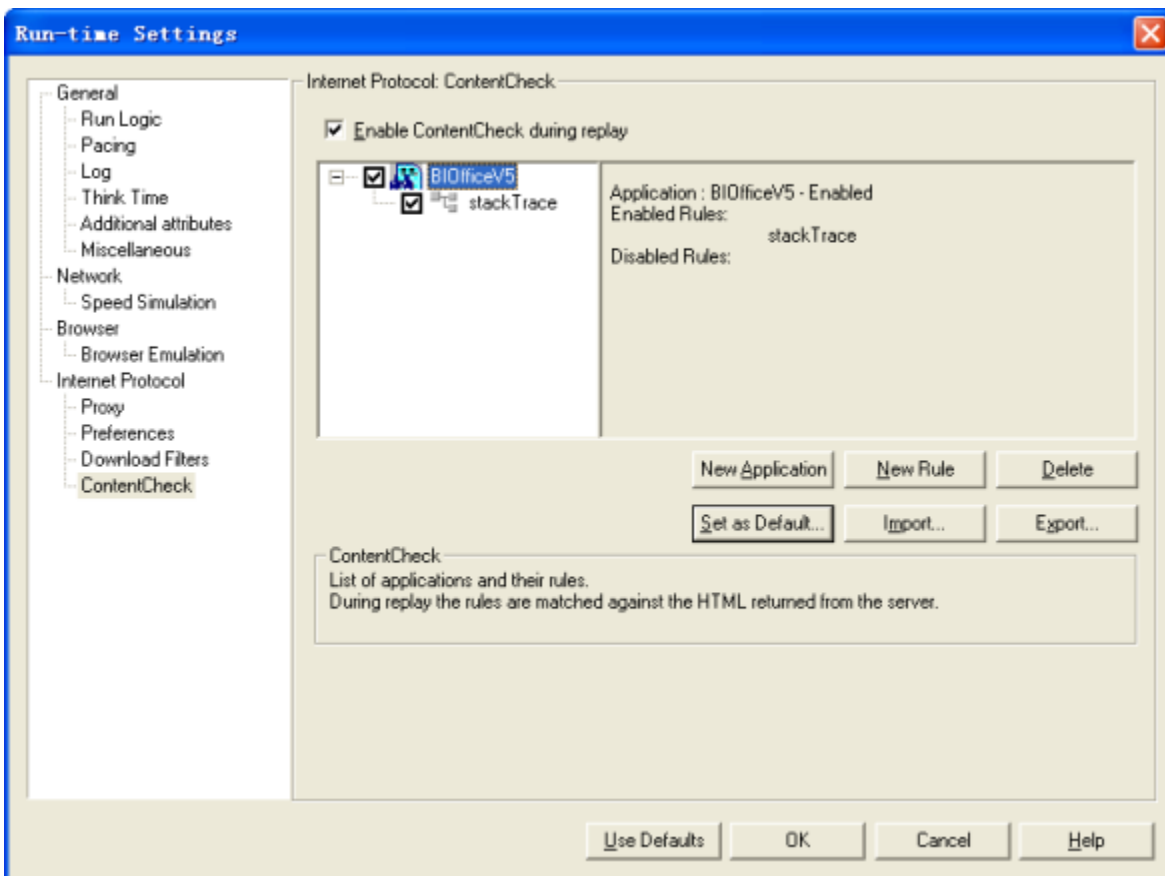 Run-time Settings
General
Run Logic
Pacing
Log
Think Time
Additional attributes
Miscellaneous
Network
Speed Simulation
Browser
Browser Emulation
Internet Protocol
Proxy
Preferences
Download Filters
ContentCheck
Internet Protocol: ContentCheck
Enable ContentCheck during replay
BIOfficeV5
stackTrace
Application : BIOfficeV5 - Enabled
Enabled Rules:
stackTrace
Disabled Rules:
New Application New Rule Delete
Set as Default... Import... Export...
ContentCheck
List of applications and their rules.
During replay the rules are matched against the HTML returned from the server.
Use Defaults OK Cancel Help